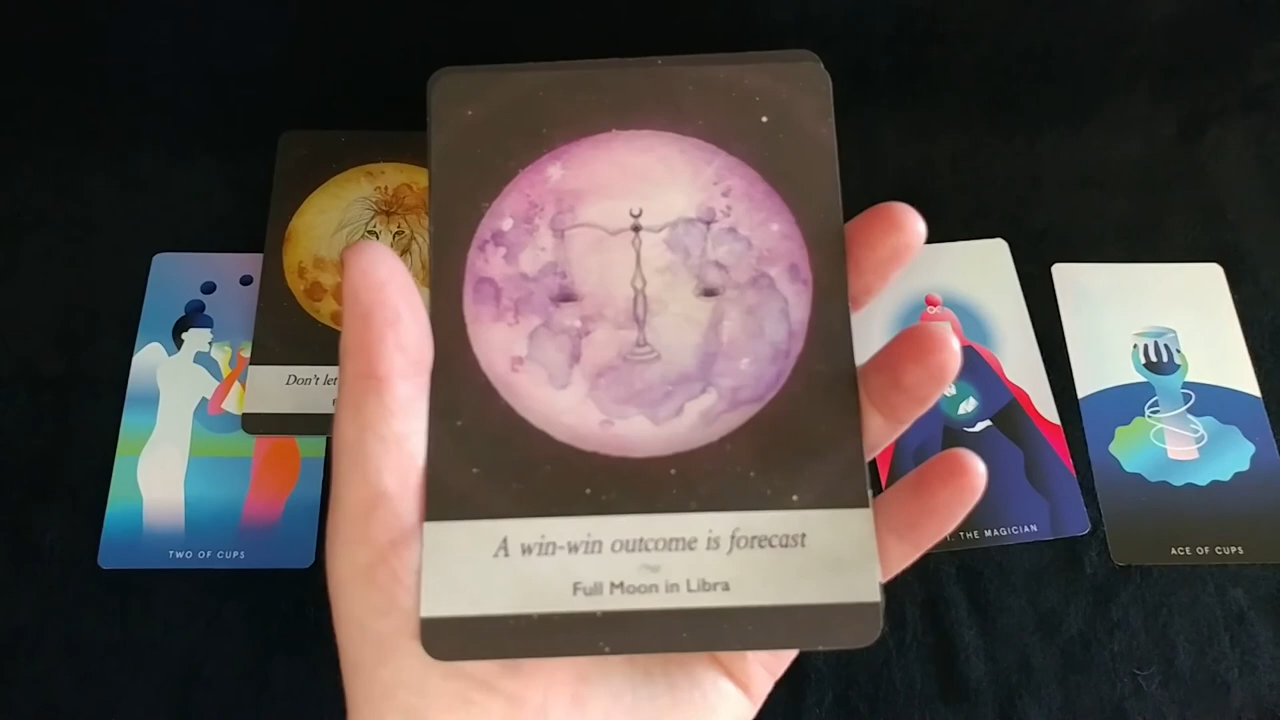 A win-win outcome is forecast
Full Moon in Libra
Don't let
TWO OF CUPS
I. THE MAGICIAN
ACE OF CUPS